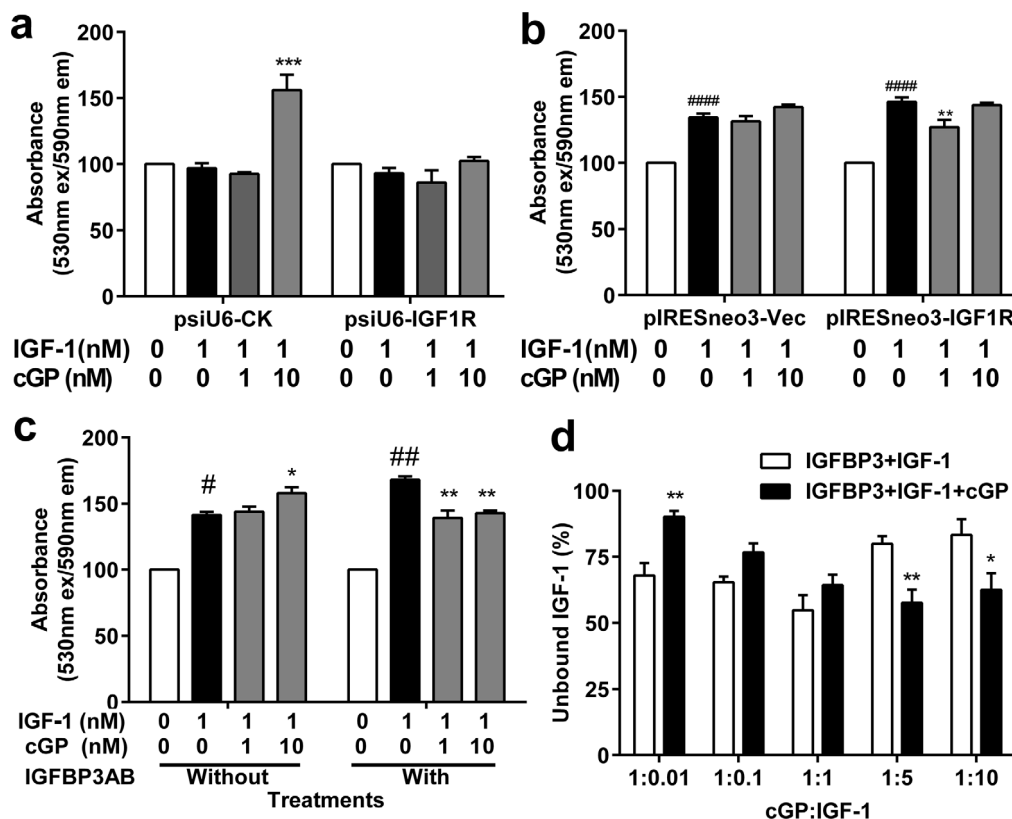 a
Absorbance
(530nm ex/590nm em)
200
150
100
50
0
***
psiU6-CK psiU6-IGF1R
IGF-1(nM) 0 1 1 1 0 1 1 1
cGP (nM) 0 0 1 10 0 0 1 10
b
Absorbance
(530nm ex/590nm em)
200
150
100
50
0
#### #### **
pIRESneo3-Vec pIRESneo3-IGF1R
IGF-1(nM) 0 1 1 1 0 1 1 1
cGP (nM) 0 0 1 10 0 0 1 10
c
Absorbance
(530nm ex/590nm em)
200
150
100
50
0
# * ## ** **
IGF-1 (nM) 0 1 1 1 0 1 1 1
cGP (nM) 0 0 1 10 0 0 1 10
IGFBP3AB Without With
Treatments
d
IGFBP3+IGF-1
IGFBP3+IGF-1+cGP
Unbound IGF-1 (%)
100
75
50
25
0
** ** *
1:0.01 1:0.1 1:1 1:5 1:10
cGP:IGF-1